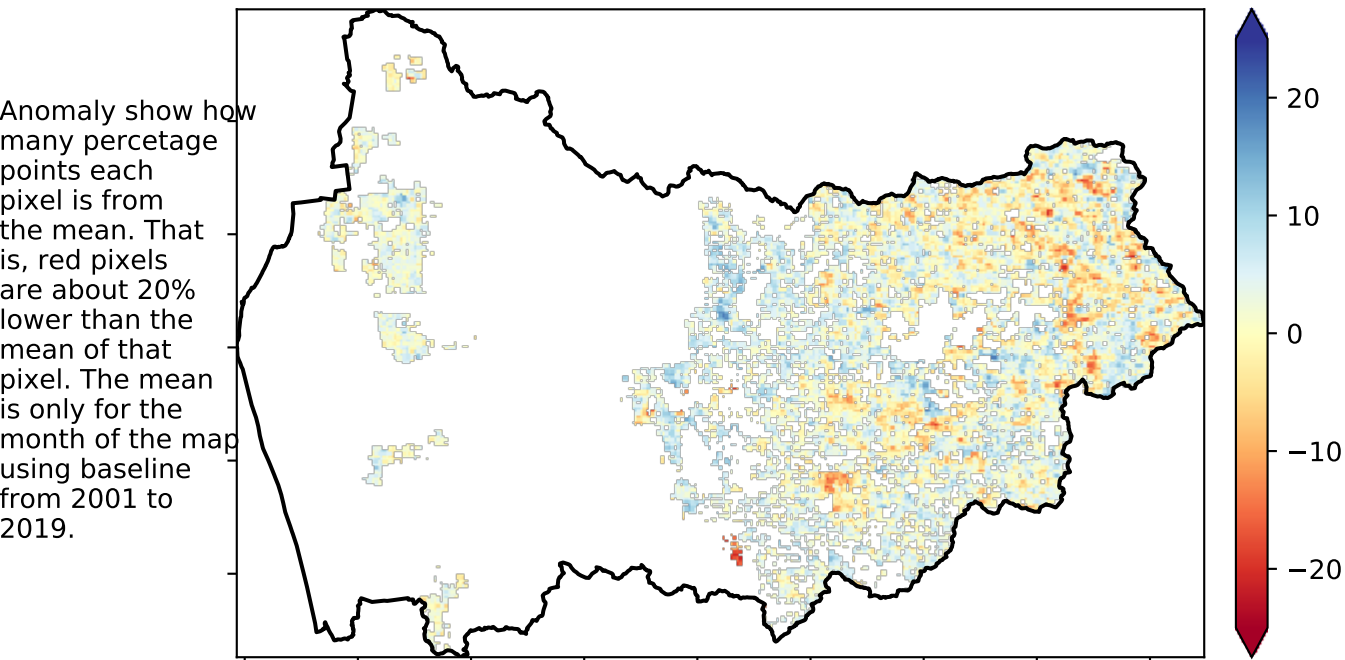 Anomaly show how
many percetage
points each
pixel is from
the mean. That
is, red pixels
are about 20%
lower than the
mean of that
pixel. The mean
is only for the
month of the map
using baseline
from 2001 to
2019.
20
10
0
−10
−20